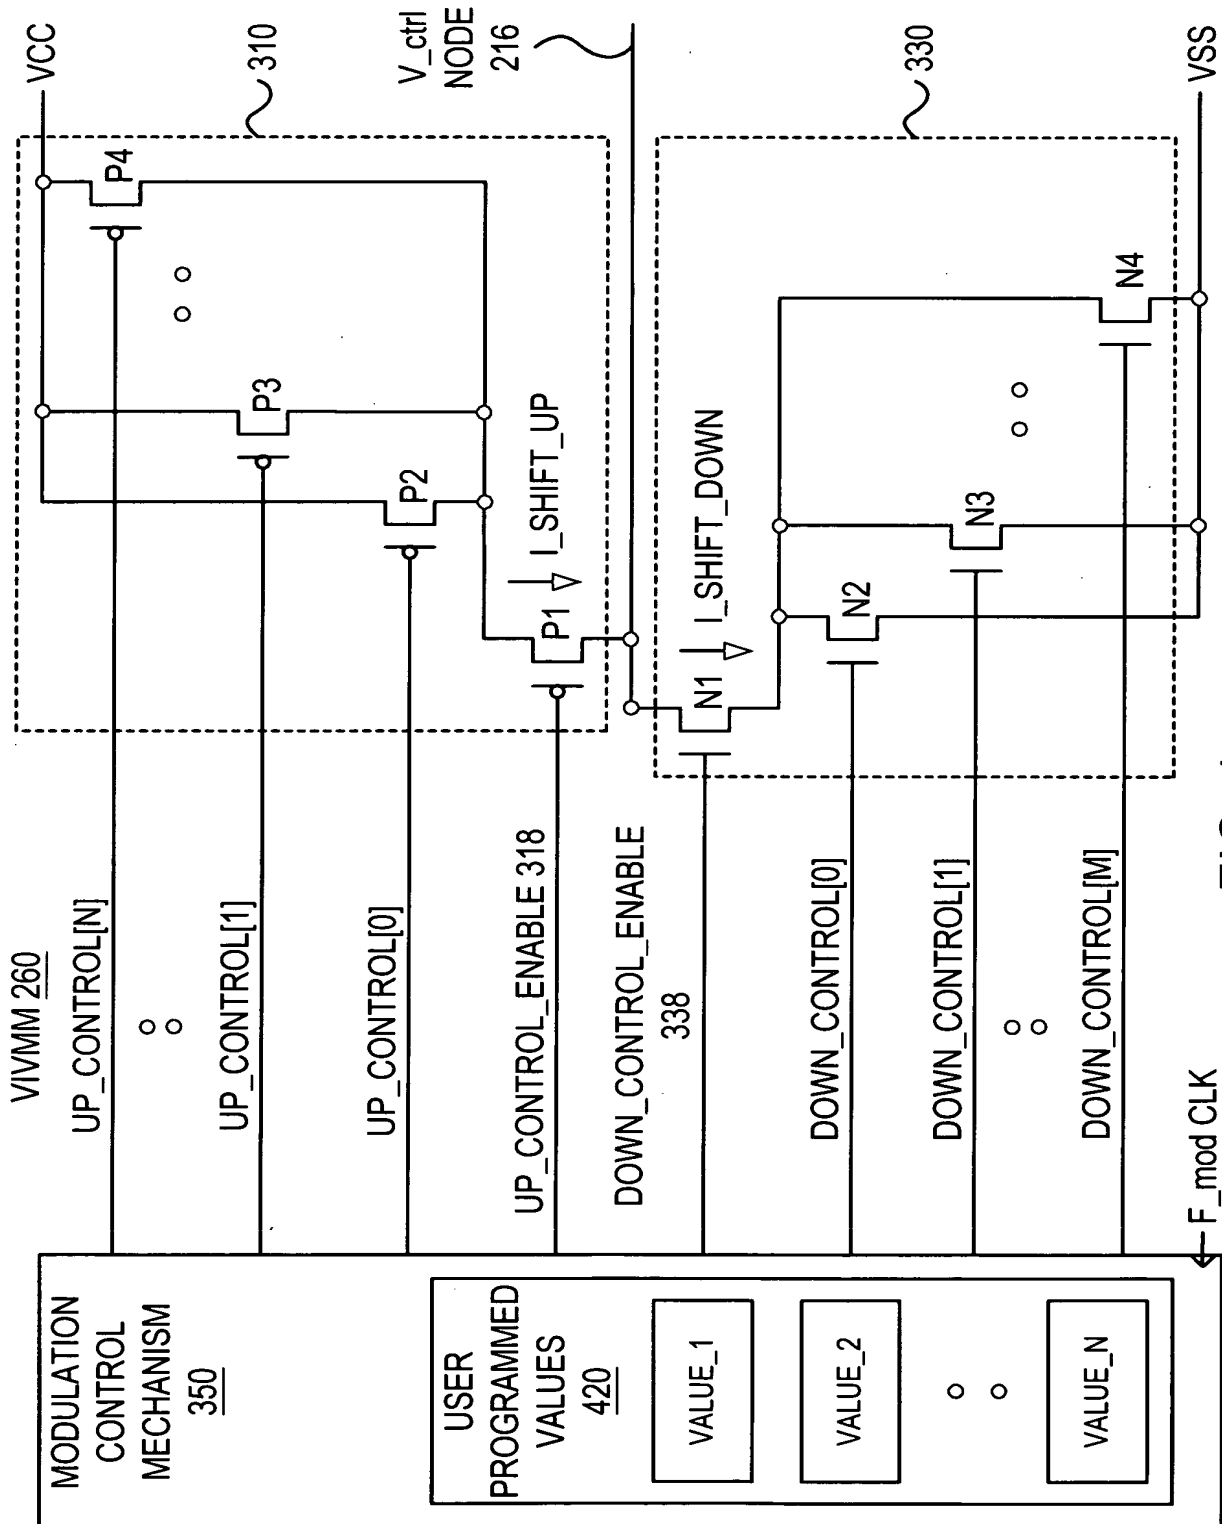 VIVMM 260
VCC
310
V_ctrl
NODE
216
330
VSS
UP_CONTROL[N]
UP_CONTROL[1]
UP_CONTROL[0]
UP_CONTROL_ENABLE 318
DOWN_CONTROL_ENABLE
338
DOWN_CONTROL[0]
DOWN_CONTROL[1]
DOWN_CONTROL[M]
P4
P3
P2
P1
I_SHIFT_UP
N1
I_SHIFT_DOWN
N2
N3
N4
MODULATION
CONTROL
MECHANISM
350
USER
PROGRAMMED
VALUES
420
VALUE_1
VALUE_2
VALUE_N
F_mod CLK